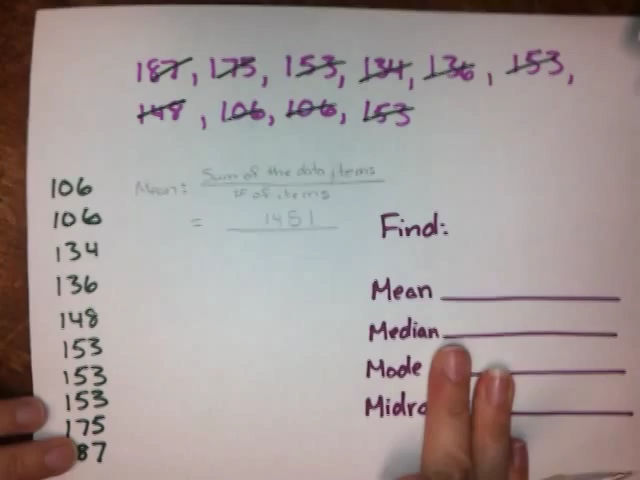 187, 175, 153, 134, 136, 153,
148, 106, 106, 153
Mean: Sum of the data items
# of items
= 1451
106
106
134
136
148
153
153
153
175
87
Find:
Mean
Median
Mode
Midr